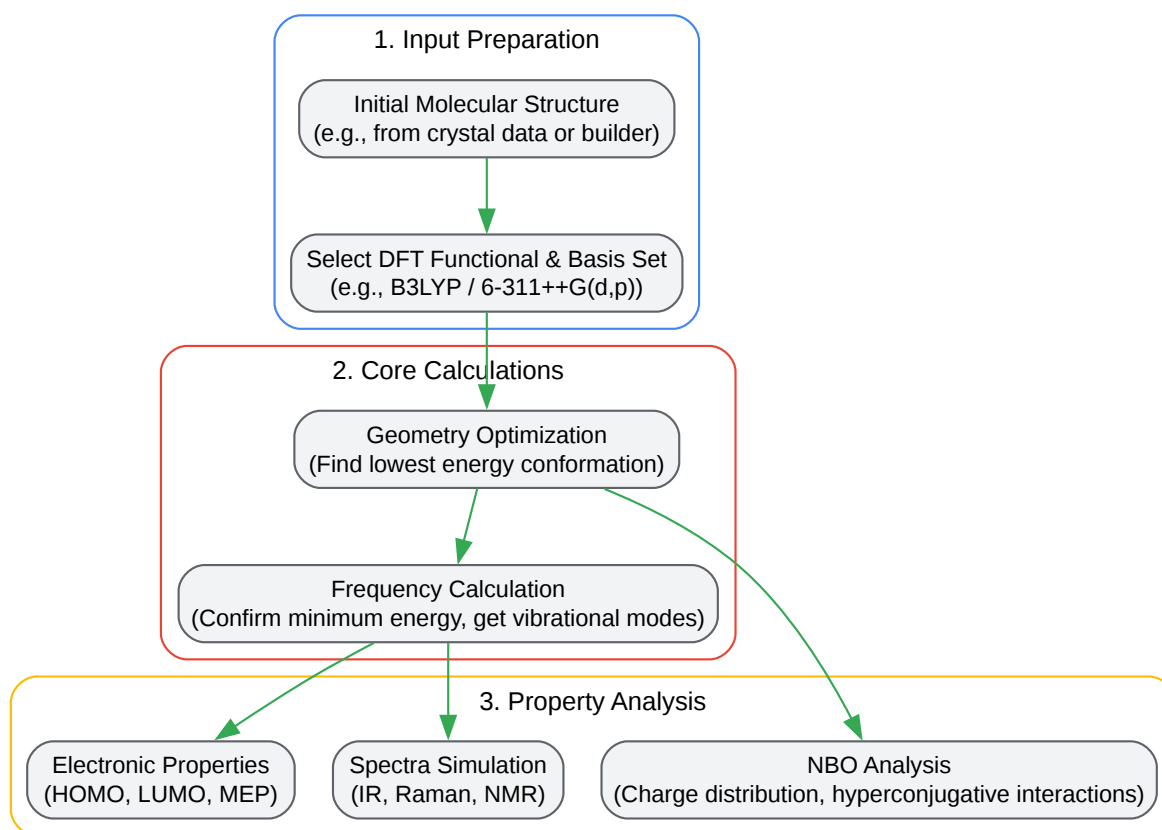 1. Input Preparation
Initial Molecular Structure
(e.g., from crystal data or builder)
Select DFT Functional & Basis Set
(e.g., B3LYP / 6-311++G(d,p))
2. Core Calculations
Geometry Optimization
(Find lowest energy conformation)
Frequency Calculation
(Confirm minimum energy, get vibrational modes)
3. Property Analysis
Electronic Properties
(HOMO, LUMO, MEP)
Spectra Simulation
(IR, Raman, NMR)
NBO Analysis
(Charge distribution, hyperconjugative interactions)